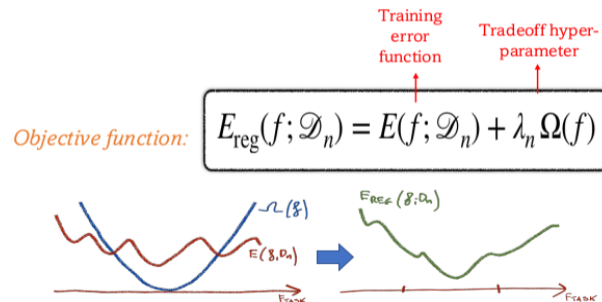 Training
error
function
Tradeoff hyper-
parameter
Objective function:
E_reg(f; 𝒟_n) = E(f; 𝒟_n) + λ_n Ω(f)
Ω(f)
E(f, D_n)
F_TASK
E_REG(f; D_n)
F_TASK